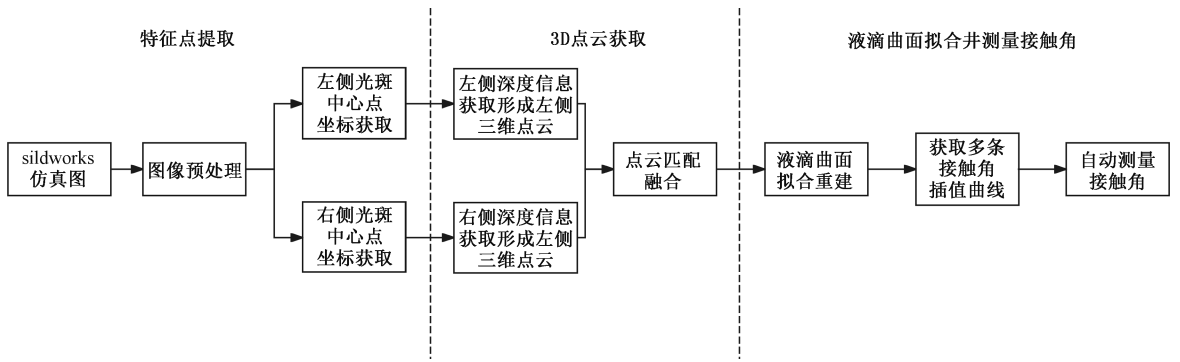 特征点提取
3D点云获取
液滴曲面拟合并测量接触角
sildworks
仿真图
图像预处理
左侧光斑
中心点
坐标获取
右侧光斑
中心点
坐标获取
左侧深度信息
获取形成左侧
三维点云
右侧深度信息
获取形成左侧
三维点云
点云匹配
融合
液滴曲面
拟合重建
获取多条
接触角
插值曲线
自动测量
接触角